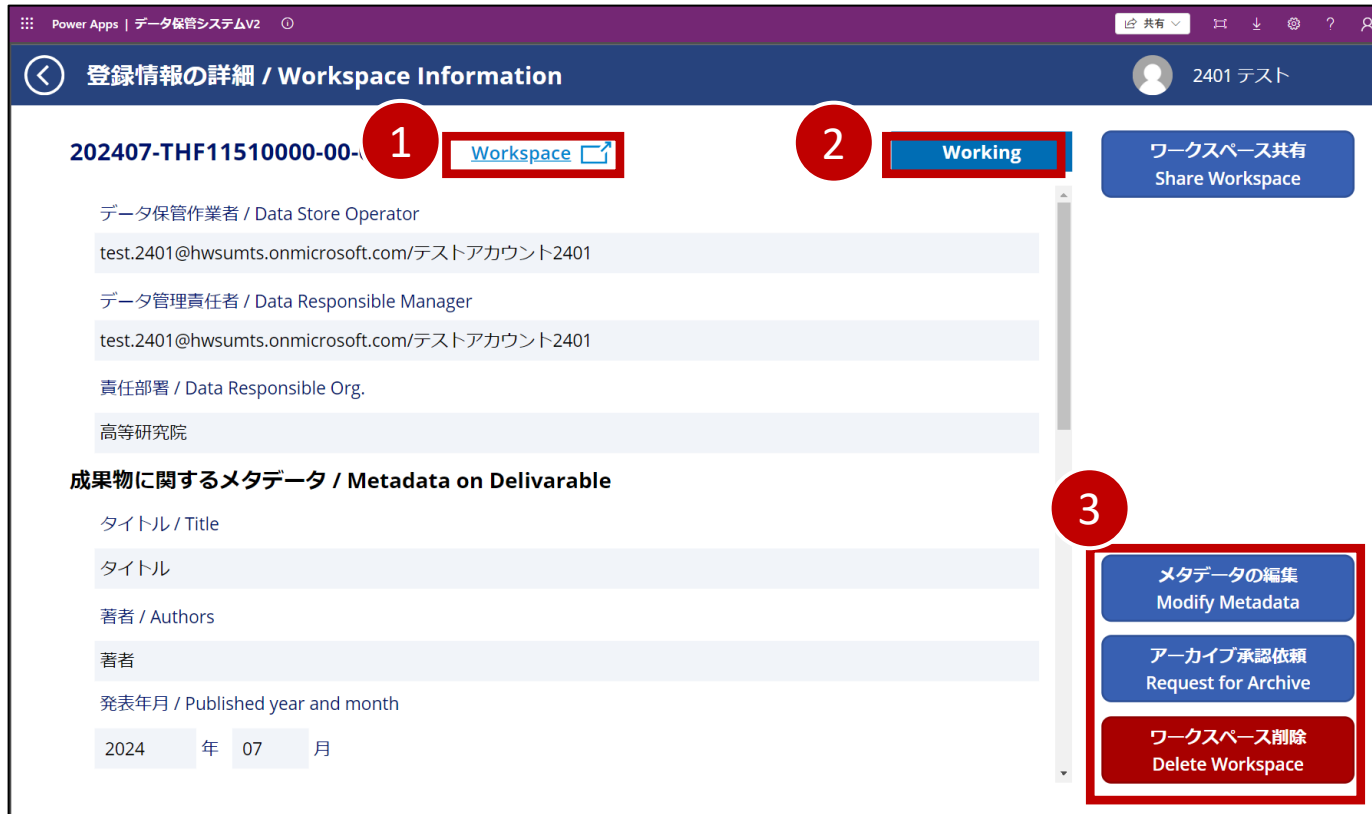 Power Apps | データ保管システムV2
共有
登録情報の詳細 / Workspace Information
2401 テスト
202407-THF11510000-00-
1
Workspace
2
Working
ワークスペース共有
Share Workspace
データ保管作業者 / Data Store Operator
test.2401@hwsumts.onmicrosoft.com/テストアカウント2401
データ管理責任者 / Data Responsible Manager
test.2401@hwsumts.onmicrosoft.com/テストアカウント2401
責任部署 / Data Responsible Org.
高等研究院
成果物に関するメタデータ / Metadata on Delivarable
タイトル / Title
タイトル
著者 / Authors
著者
発表年月 / Published year and month
2024 年 07 月
3
メタデータの編集
Modify Metadata
アーカイブ承認依頼
Request for Archive
ワークスペース削除
Delete Workspace